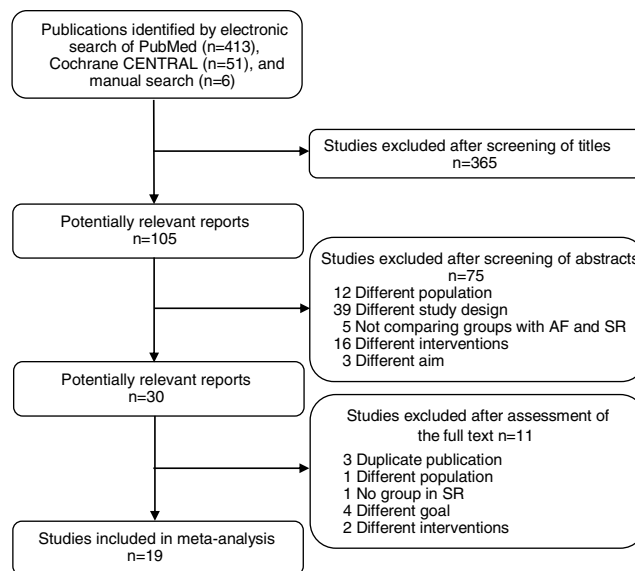 Publications identified by electronic
search of PubMed (n=413),
Cochrane CENTRAL (n=51), and
manual search (n=6)
Studies excluded after screening of titles
n=365
Potentially relevant reports
n=105
Studies excluded after screening of abstracts
n=75
12 Different population
39 Different study design
5 Not comparing groups with AF and SR
16 Different interventions
3 Different aim
Potentially relevant reports
n=30
Studies excluded after assessment of
the full text n=11
3 Duplicate publication
1 Different population
1 No group in SR
4 Different goal
2 Different interventions
Studies included in meta-analysis
n=19